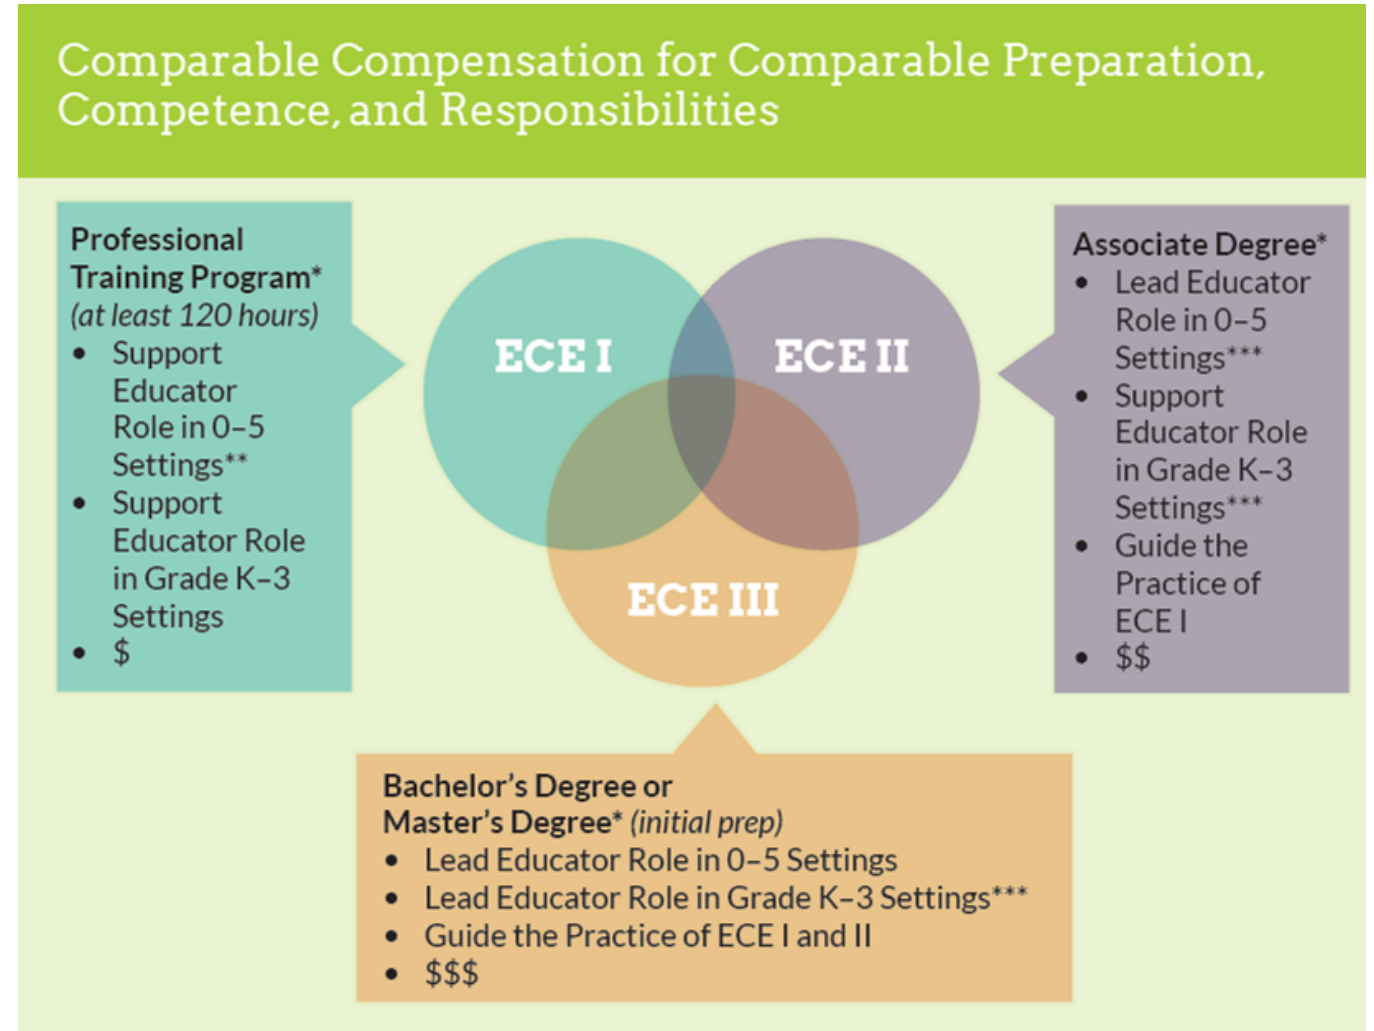 Comparable Compensation for Comparable Preparation,
Competence, and Responsibilities
Professional
Training Program*
(at least 120 hours)
• Support
Educator
Role in 0–5
Settings**
• Support
Educator Role
in Grade K–3
Settings
• $
ECE I
ECE II
ECE III
Associate Degree*
• Lead Educator
Role in 0–5
Settings***
• Support
Educator Role
in Grade K–3
Settings***
• Guide the
Practice of
ECE I
• $$
Bachelor’s Degree or
Master’s Degree* (initial prep)
• Lead Educator Role in 0–5 Settings
• Lead Educator Role in Grade K–3 Settings***
• Guide the Practice of ECE I and II
• $$$